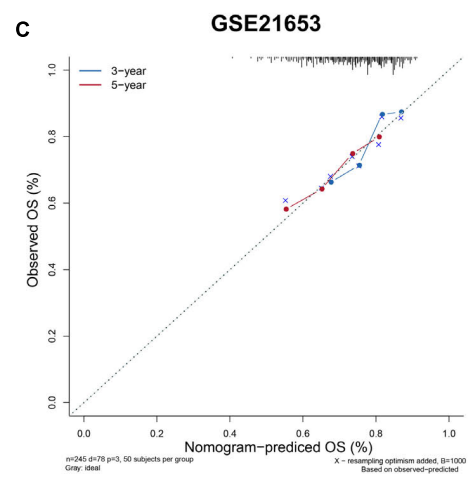 C
GSE21653
3−year
5−year
Observed OS (%)
0.0
0.2
0.4
0.6
0.8
1.0
0.0 0.2 0.4 0.6 0.8 1.0
Nomogram−prediced OS (%)
n=245 d=78 p=3, 50 subjects per group
Gray: ideal
X − resampling optimism added, B=1000
Based on observed−predicted